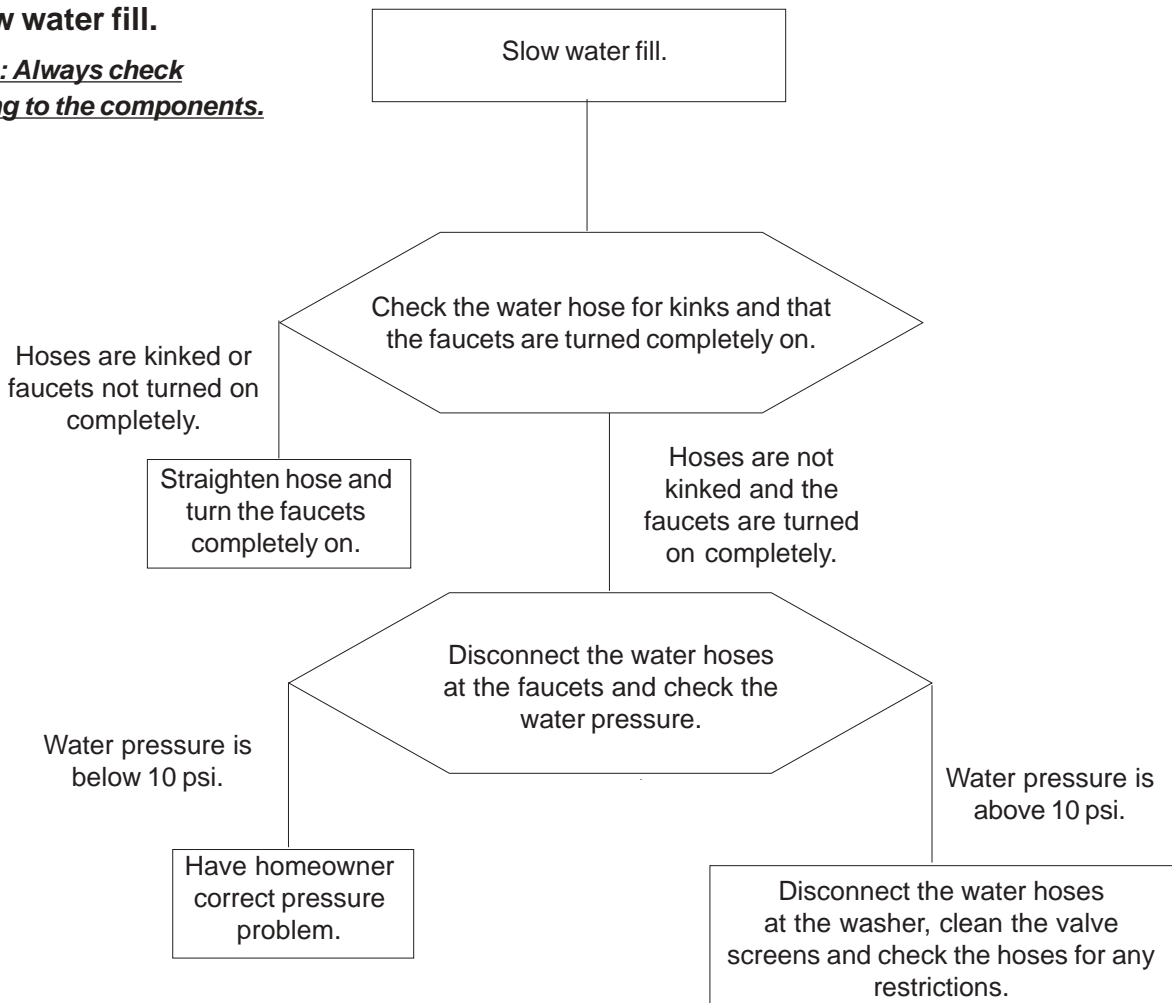 water fill.
: Always check
to the components.
Slow water fill.
Check the water hose for kinks and that
the faucets are turned completely on.
Hoses are kinked or
faucets not turned on
completely.
Straighten hose and
turn the faucets
completely on.
Hoses are not
kinked and the
faucets are turned
on completely.
Disconnect the water hoses
at the faucets and check the
water pressure.
Water pressure is
below 10 psi.
Water pressure is
above 10 psi.
Have homeowner
correct pressure
problem.
Disconnect the water hoses
at the washer, clean the valve
screens and check the hoses for any
restrictions.